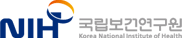 NIH 국립보건연구원
Korea National Institute of Health